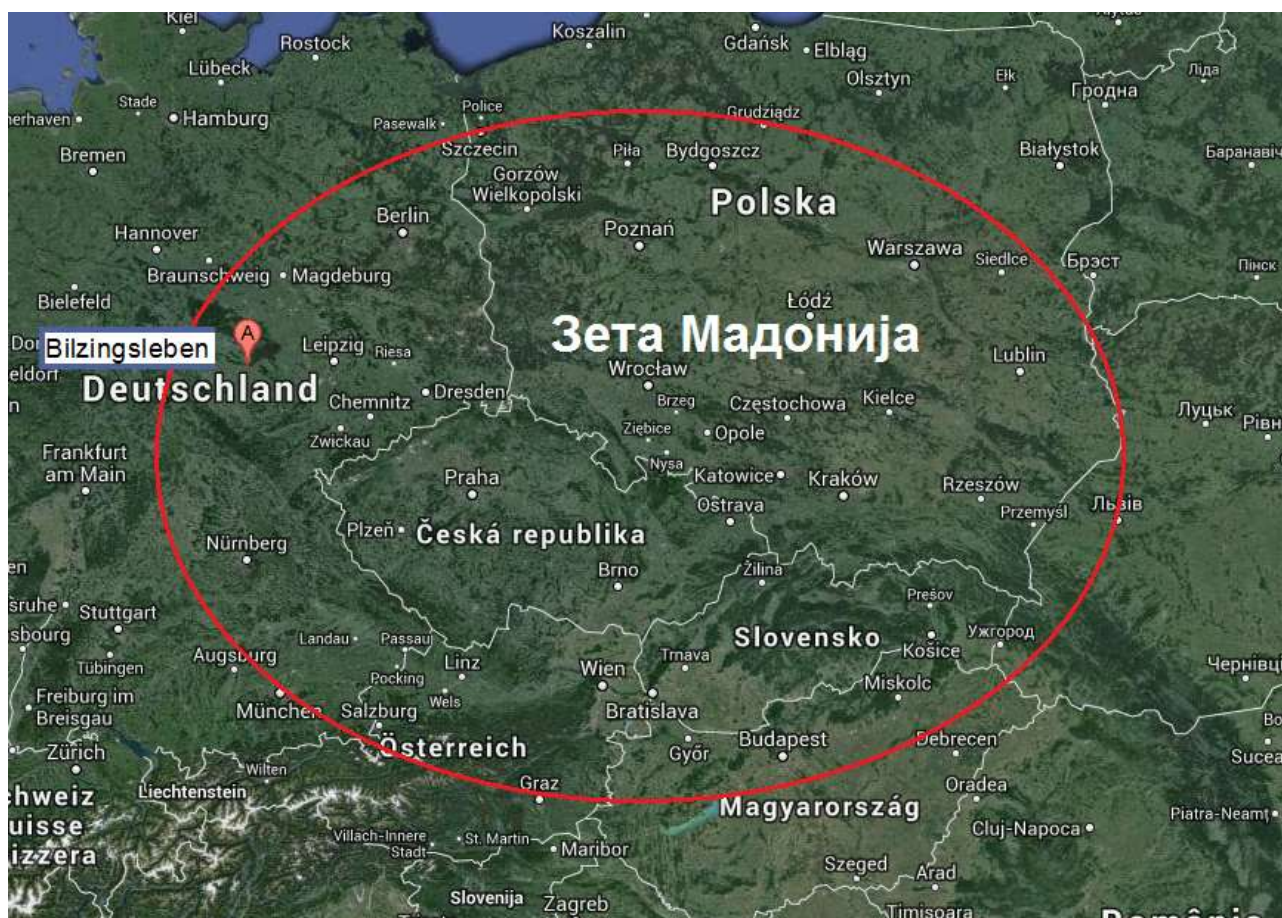 Kiel
Rostock
Koszalin
Gdańsk
Elbląg
Olsztyn
Ełk
Гродна
Ліда
Lübeck
Stade
Hamburg
Pasewalk
Police
Szczecin
Grudziądz
Bremen
Piła
Bydgoszcz
Białystok
Баранавіч
Gorzów
Wielkopolski
Polska
Berlin
Hannover
Poznań
Warszawa
Siedlce
Брэст
Пінск
Braunschweig
Magdeburg
Bielefeld
Łódź
A
Bilzingsleben
Зета Мадонија
Leipzig
Riesa
Lublin
Deutschland
Wrocław
Dresden
Chemnitz
Brzeg
Częstochowa
Kielce
Луцьк
Рівн
Zwickau
Ziębice
Opole
Frankfurt
am Main
Nysa
Praha
Katowice
Kraków
Rzeszów
Ostrava
Przemyśl
Львів
Plzeň
Česká republika
Nürnberg
Brno
Žilina
Prešov
Stuttgart
Landau
Passau
Slovensko
Ужгород
Košice
Tübingen
Augsburg
Linz
Wien
Trnava
Чернівці
Pocking
Miskolc
Freiburg im
Breisgau
München
Salzburg
Wels
Bratislava
Zürich
Österreich
Győr
Budapest
Debrecen
Sucea
Wilten
Liechtenstein
Graz
Oradea
Magyarország
Piatra-Neamț
Villach-Innere
Stadt
St. Martin
Maribor
Cluj-Napoca
Szeged
Arad
Slovenija
Zagreb
Timișoara